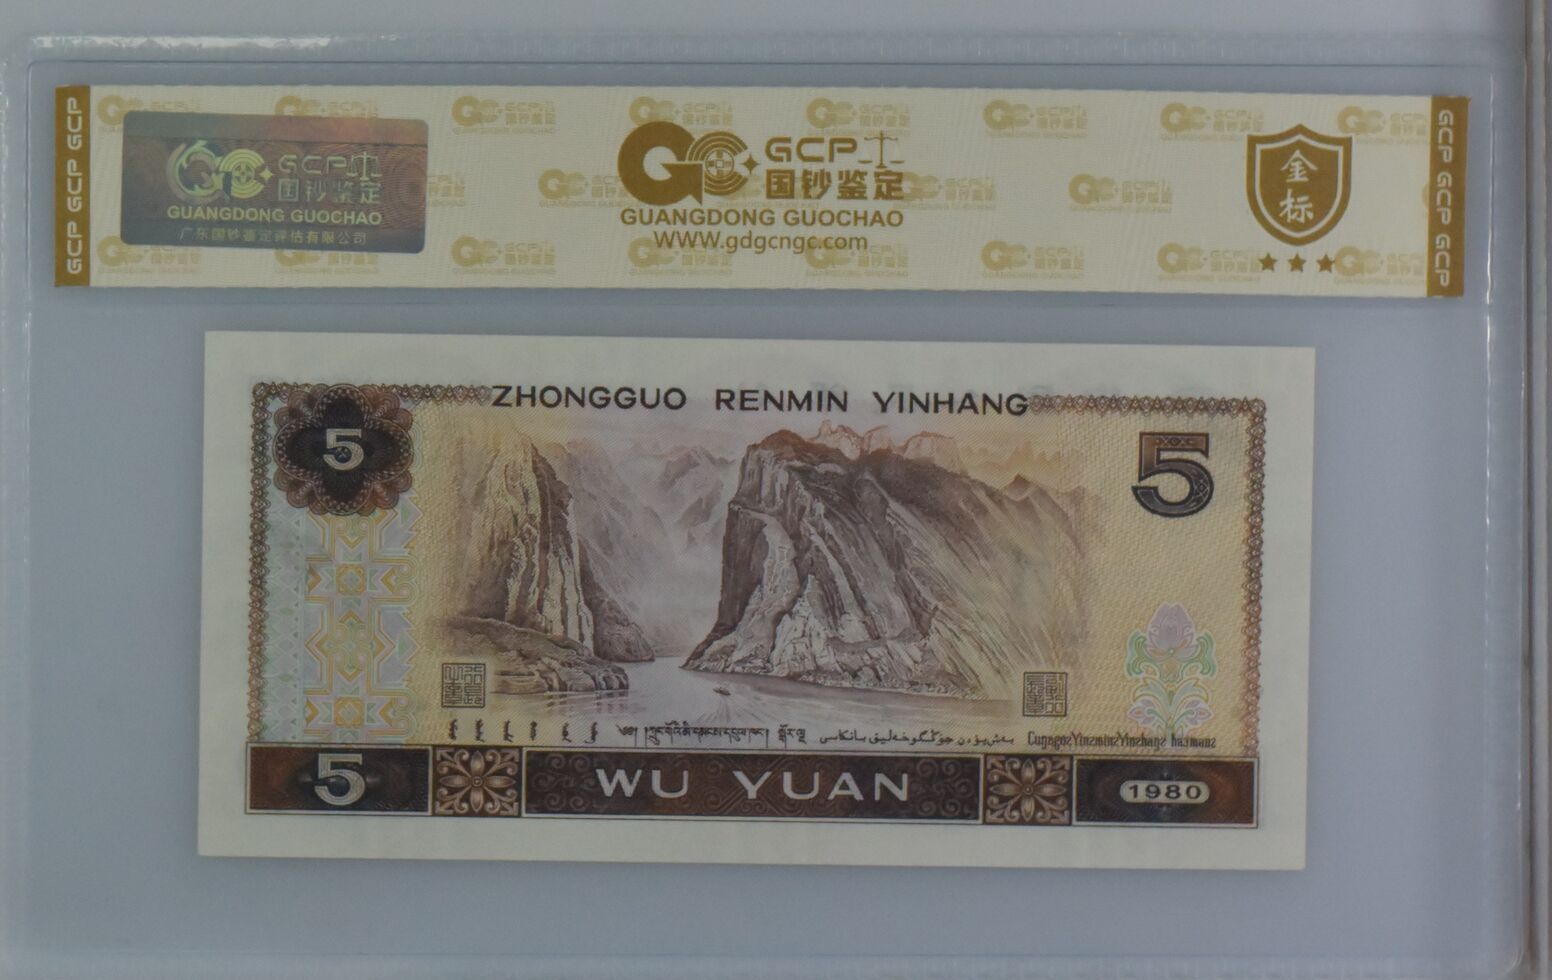 GCP GCP GCP
GCP
国钞鉴定
GUANGDONG GUOCHAO
广东国钞鉴定评估有限公司
GCP
国钞鉴定
GUANGDONG GUOCHAO
WWW.gdgcngc.com
金标
GCP GCP GCP
ZHONGGUO RENMIN YINHANG
5
5
5
WU YUAN
1980